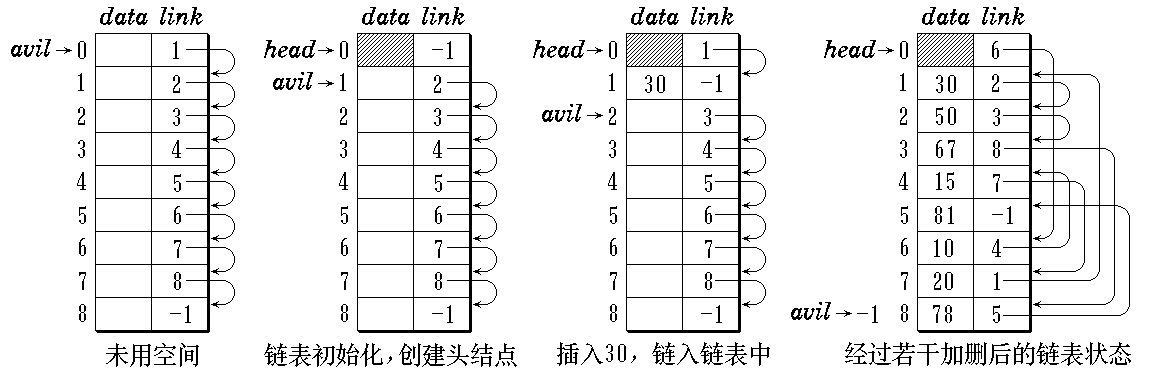 data link data link data link data link
avil→0 1 head→0 -1 head→0 1 head→0 6
1 2 avil→1 2 1 30 -1 1 30 2
2 3 2 3 avil→2 3 2 50 3
3 4 3 4 3 4 3 67 8
4 5 4 5 4 5 4 15 7
5 6 5 6 5 6 5 81 -1
6 7 6 7 6 7 6 10 4
7 8 7 8 7 8 7 20 1
8 -1 8 -1 8 -1 avil→-1 8 78 5
未用空间 链表初始化，创建头结点 插入30，链入链表中 经过若干加删后的链表状态